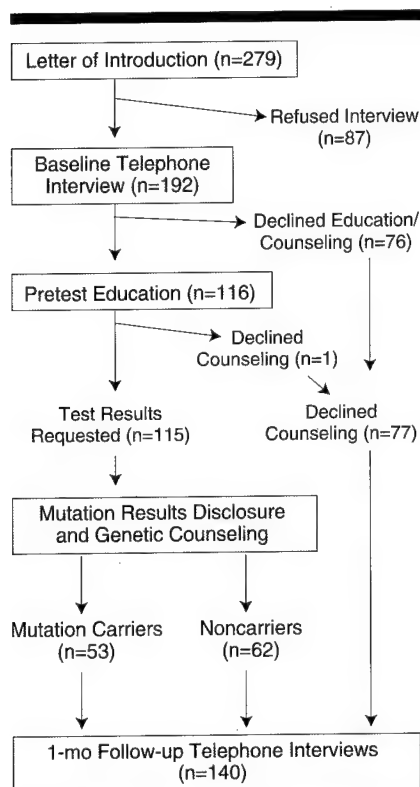 Letter of Introduction (n=279)
Refused Interview
(n=87)
Baseline Telephone
Interview (n=192)
Declined Education/
Counseling (n=76)
Pretest Education (n=116)
Declined
Counseling (n=1)
Test Results
Requested (n=115)
Declined
Counseling (n=77)
Mutation Results Disclosure
and Genetic Counseling
Mutation Carriers
(n=53)
Noncarriers
(n=62)
1-mo Follow-up Telephone Interviews
(n=140)